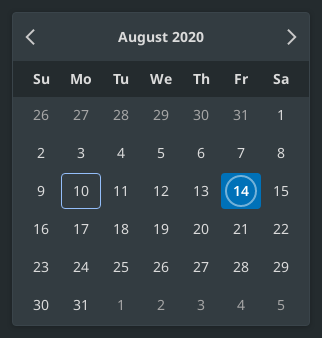 August 2020
Su Mo Tu We Th Fr Sa
26 27 28 29 30 31 1
2 3 4 5 6 7 8
9 10 11 12 13 14 15
16 17 18 19 20 21 22
23 24 25 26 27 28 29
30 31 1 2 3 4 5